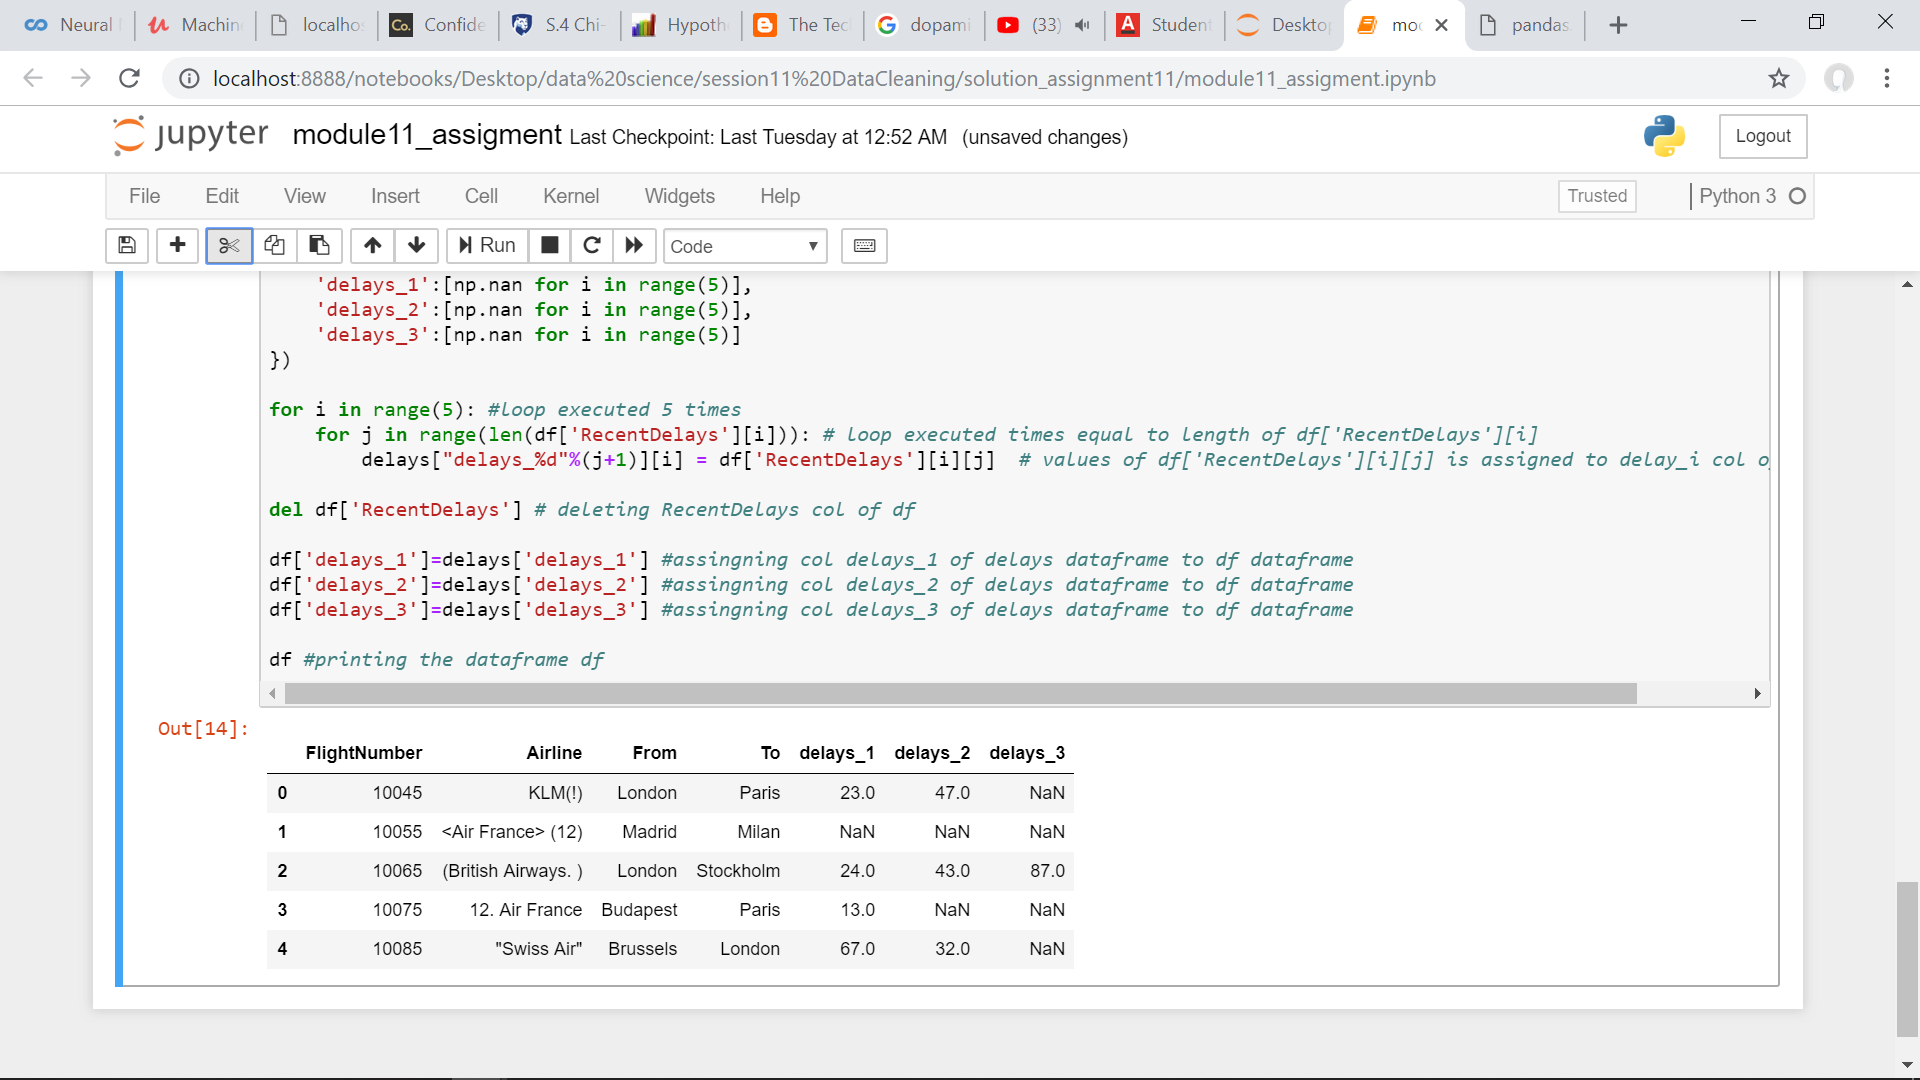 Neural
Machin
localhos
Co. Confide
S.4 Chi-
Hypoth
The Tec
dopami
(33)
A Student
Desktop
mod
pandas
localhost:8888/notebooks/Desktop/data%20science/session11%20DataCleaning/solution_assignment11/module11_assigment.ipynb
jupyter module11_assigment Last Checkpoint: Last Tuesday at 12:52 AM (unsaved changes)
Logout
File Edit View Insert Cell Kernel Widgets Help Trusted Python 3
Run Code
'delays_1':[np.nan for i in range(5)],
'delays_2':[np.nan for i in range(5)],
'delays_3':[np.nan for i in range(5)]
})
for i in range(5): #loop executed 5 times
for j in range(len(df['RecentDelays'][i])): # loop executed times equal to length of df['RecentDelays'][i]
delays["delays_%d"%(j+1)][i] = df['RecentDelays'][i][j] # values of df['RecentDelays'][i][j] is assigned to delay_i col o
del df['RecentDelays'] # deleting RecentDelays col of df
df['delays_1']=delays['delays_1'] #assingning col delays_1 of delays dataframe to df dataframe
df['delays_2']=delays['delays_2'] #assingning col delays_2 of delays dataframe to df dataframe
df['delays_3']=delays['delays_3'] #assingning col delays_3 of delays dataframe to df dataframe
df #printing the dataframe df
Out[14]:
FlightNumber Airline From To delays_1 delays_2 delays_3
0 10045 KLM(!) London Paris 23.0 47.0 NaN
1 10055 <Air France> (12) Madrid Milan NaN NaN NaN
2 10065 (British Airways. ) London Stockholm 24.0 43.0 87.0
3 10075 12. Air France Budapest Paris 13.0 NaN NaN
4 10085 "Swiss Air" Brussels London 67.0 32.0 NaN